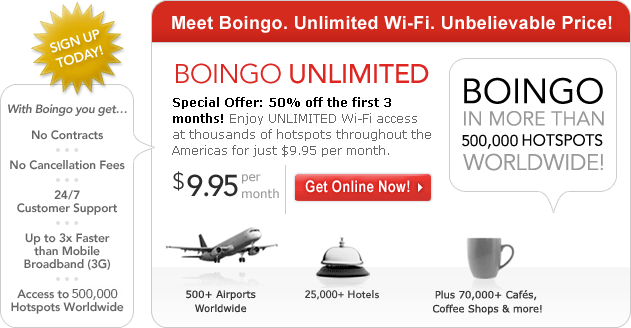 SIGN UP
TODAY!
With Boingo you get...
No Contracts
No Cancellation Fees
24/7
Customer Support
Up to 3x Faster
than Mobile
Broadband (3G)
Access to 500,000
Hotspots Worldwide
Meet Boingo. Unlimited Wi-Fi. Unbelievable Price!
BOINGO UNLIMITED
Special Offer: 50% off the first 3
months! Enjoy UNLIMITED Wi-Fi access
at thousands of hotspots throughout the
Americas for just $9.95 per month.
$9.95 per
month
Get Online Now!
BOINGO
IN MORE THAN
500,000 HOTSPOTS
WORLDWIDE!
500+ Airports
Worldwide
25,000+ Hotels
Plus 70,000+ Cafés,
Coffee Shops & more!